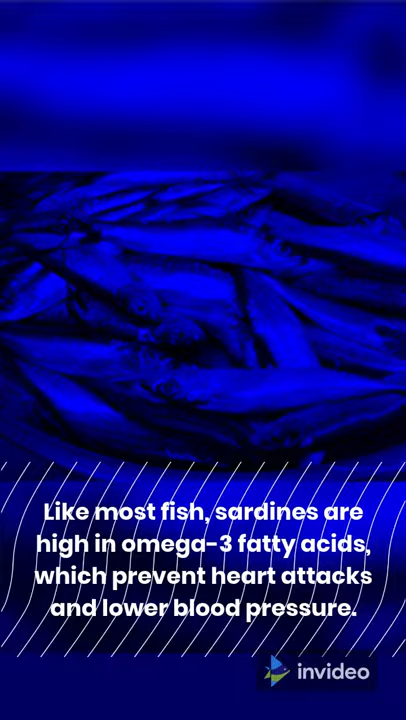 Like most fish, sardines are
high in omega-3 fatty acids,
which prevent heart attacks
and lower blood pressure.
invideo